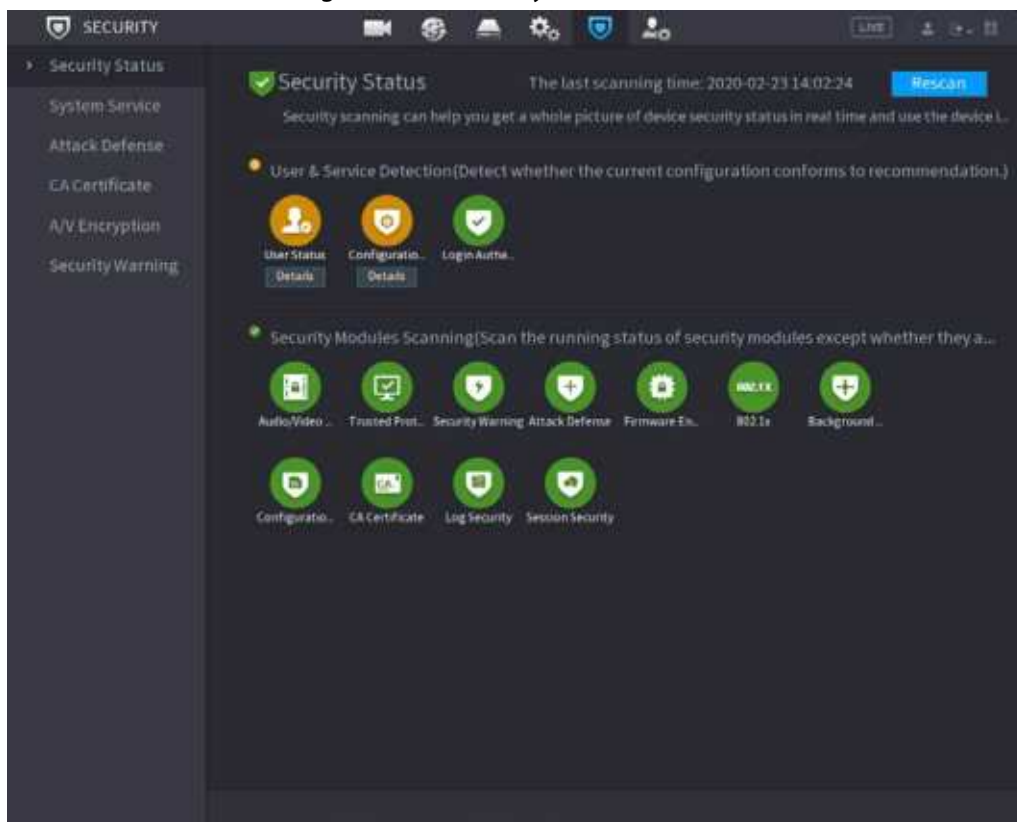 SECURITY
LIVE
Security Status
System Service
Attack Defense
CA Certificate
A/V Encryption
Security Warning
Security Status
The last scanning time: 2020-02-23 14:02:24
Rescan
Security scanning can help you get a whole picture of device security status in real time and use the device i...
User & Service Detection(Detect whether the current configuration conforms to recommendation.)
User Status
Configuratio...
Login Authe...
Details
Details
Security Modules Scanning(Scan the running status of security modules except whether they a...
Audio/Video ...
Trusted Prot...
Security Warning
Attack Defense
Firmware En...
802.1X
802.1x
Background ...
Configuratio...
CA
CA Certificate
Log Security
Session Security